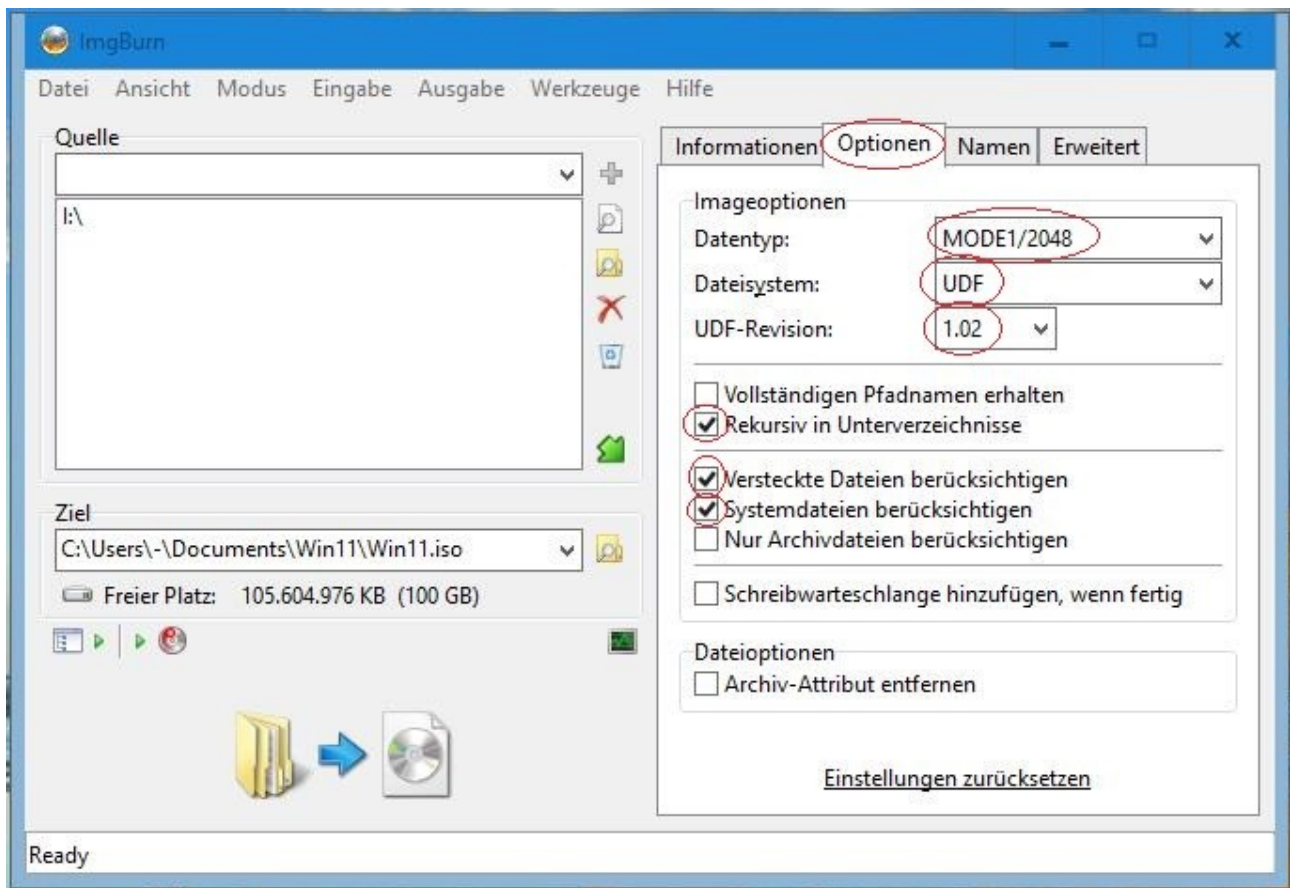 ImgBurn
Datei Ansicht Modus Eingabe Ausgabe Werkzeuge Hilfe
Quelle
I:\
Ziel
C:\Users\-\Documents\Win11\Win11.iso
Freier Platz: 105.604.976 KB (100 GB)
Informationen Optionen Namen Erweitert
Imageoptionen
Datentyp: MODE1/2048
Dateisystem: UDF
UDF-Revision: 1.02
Vollständigen Pfadnamen erhalten
Rekursiv in Unterverzeichnisse
Versteckte Dateien berücksichtigen
Systemdateien berücksichtigen
Nur Archivdateien berücksichtigen
Schreibwarteschlange hinzufügen, wenn fertig
Dateioptionen
Archiv-Attribut entfernen
Einstellungen zurücksetzen
Ready